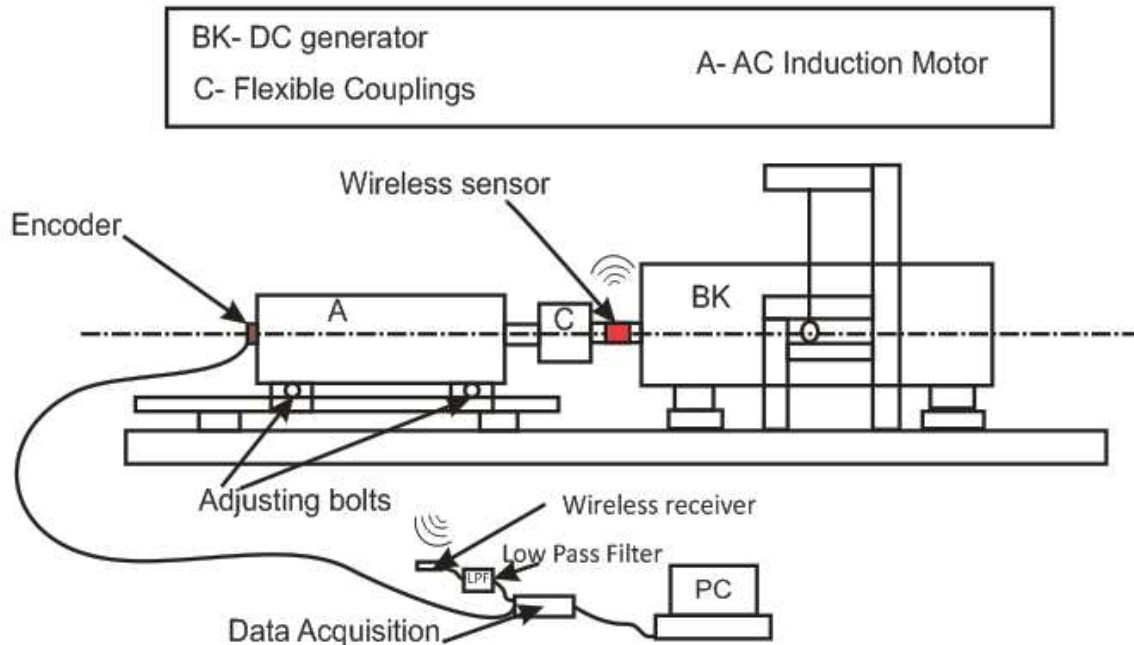 BK- DC generator
A- AC Induction Motor
C- Flexible Couplings
Wireless sensor
Encoder
A
C
BK
Adjusting bolts
Wireless receiver
Low Pass Filter
LPF
PC
Data Acquisition